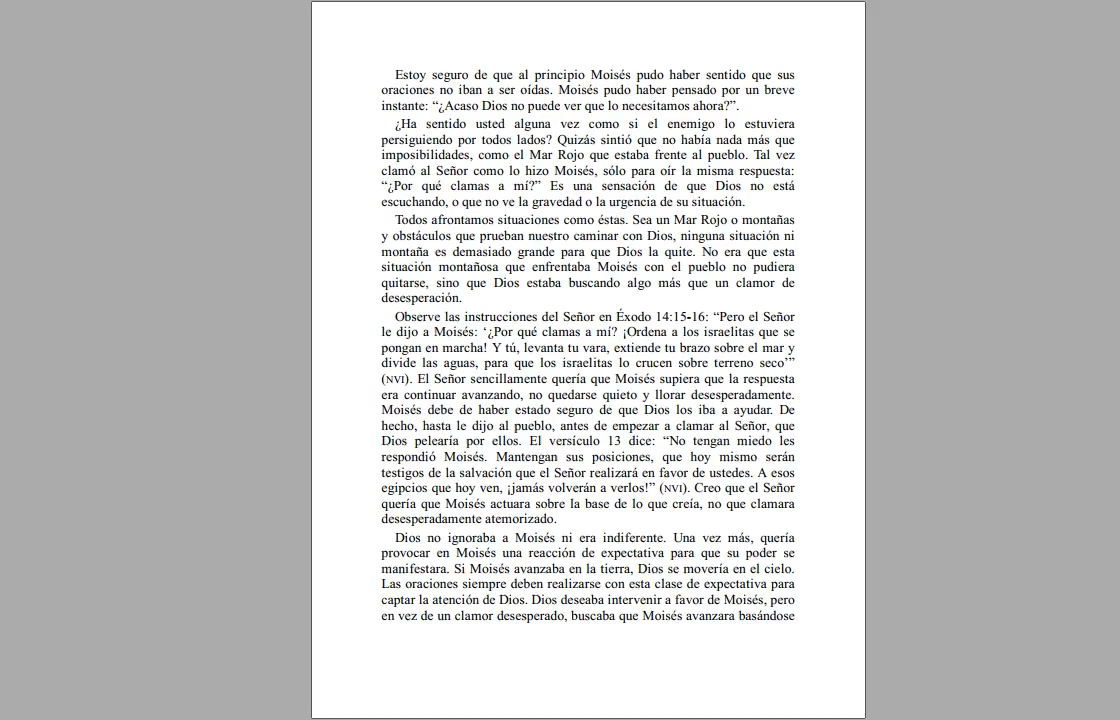 Estoy seguro de que al principio Moisés pudo haber sentido que sus
oraciones no iban a ser oídas. Moisés pudo haber pensado por un breve
instante: “¿Acaso Dios no puede ver que lo necesitamos ahora?”.
¿Ha sentido usted alguna vez como si el enemigo lo estuviera
persiguiendo por todos lados? Quizás sintió que no había nada más que
imposibilidades, como el Mar Rojo que estaba frente al pueblo. Tal vez
clamó al Señor como lo hizo Moisés, sólo para oír la misma respuesta:
“¿Por qué clamas a mí?” Es una sensación de que Dios no está
escuchando, o que no ve la gravedad o la urgencia de su situación.
Todos afrontamos situaciones como éstas. Sea un Mar Rojo o montañas
y obstáculos que prueban nuestro caminar con Dios, ninguna situación ni
montaña es demasiado grande para que Dios la quite. No era que esta
situación montañosa que enfrentaba Moisés con el pueblo no pudiera
quitarse, sino que Dios estaba buscando algo más que un clamor de
desesperación.
Observe las instrucciones del Señor en Éxodo 14:15-16: “Pero el Señor
le dijo a Moisés: ‘¿Por qué clamas a mí? ¡Ordena a los israelitas que se
pongan en marcha! Y tú, levanta tu vara, extiende tu brazo sobre el mar y
divide las aguas, para que los israelitas lo crucen sobre terreno seco’”
(NVI). El Señor sencillamente quería que Moisés supiera que la respuesta
era continuar avanzando, no quedarse quieto y llorar desesperadamente.
Moisés debe de haber estado seguro de que Dios los iba a ayudar. De
hecho, hasta le dijo al pueblo, antes de empezar a clamar al Señor, que
Dios pelearía por ellos. El versículo 13 dice: “No tengan miedo les
respondió Moisés. Mantengan sus posiciones, que hoy mismo serán
testigos de la salvación que el Señor realizará en favor de ustedes. A esos
egipcios que hoy ven, ¡jamás volverán a verlos!” (NVI). Creo que el Señor
quería que Moisés actuara sobre la base de lo que creía, no que clamara
desesperadamente atemorizado.
Dios no ignoraba a Moisés ni era indiferente. Una vez más, quería
provocar en Moisés una reacción de expectativa para que su poder se
manifestara. Si Moisés avanzaba en la tierra, Dios se movería en el cielo.
Las oraciones siempre deben realizarse con esta clase de expectativa para
captar la atención de Dios. Dios deseaba intervenir a favor de Moisés, pero
en vez de un clamor desesperado, buscaba que Moisés avanzara basándose